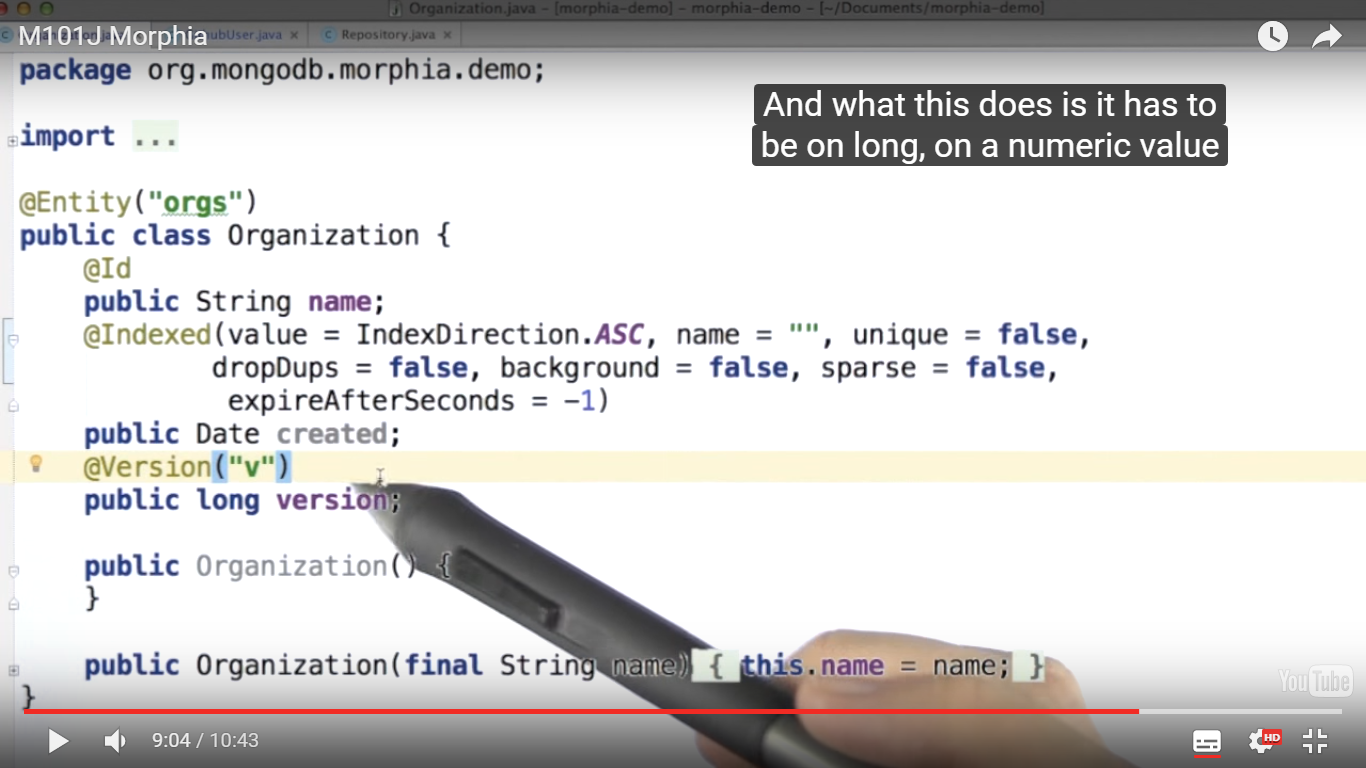 Organization.java - [morphia-demo] - morphia-demo - [~/Documents/morphia-demo]
M101J Morphia
ubUser.java × Repository.java ×
package org.mongodb.morphia.demo;
And what this does is it has to
be on long, on a numeric value
import ...
@Entity("orgs")
public class Organization {
@Id
public String name;
@Indexed(value = IndexDirection.ASC, name = "", unique = false,
dropDups = false, background = false, sparse = false,
expireAfterSeconds = -1)
public Date created;
@Version("v")
public long version;
public Organization() {
}
public Organization(final String name) { this.name = name; }
}
YouTube
9:04 / 10:43
HD